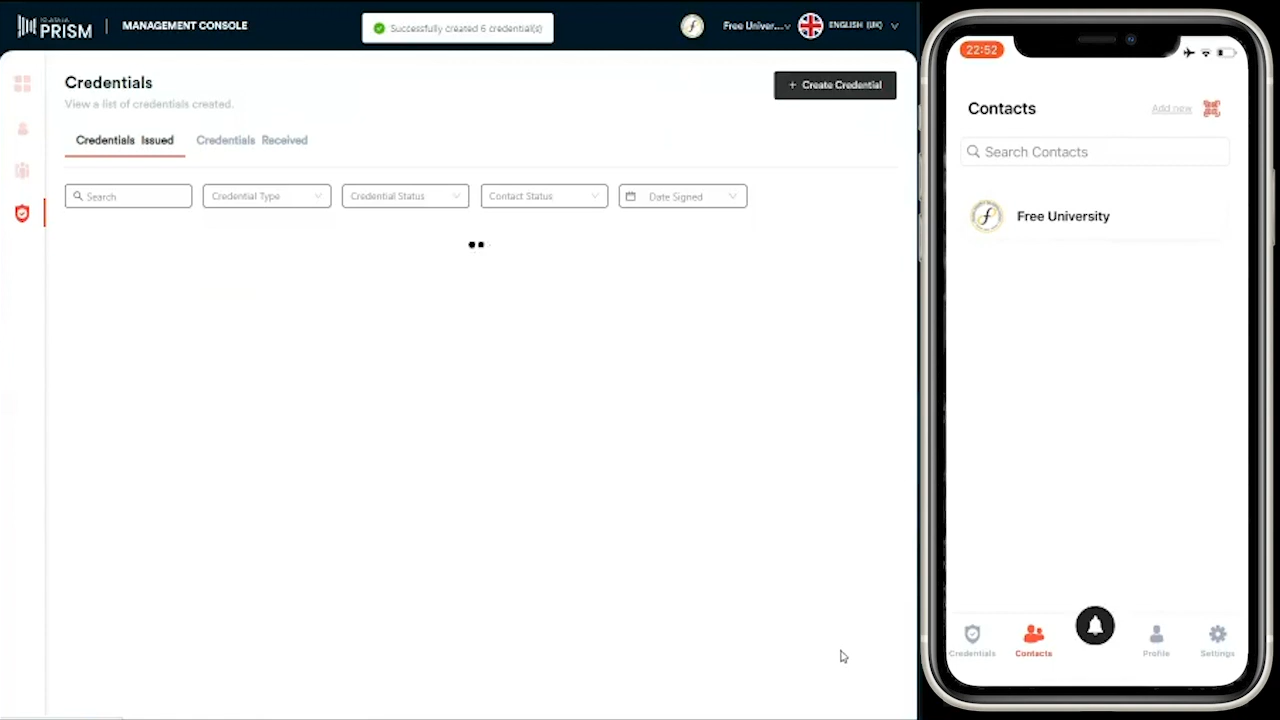 PRISM
MANAGEMENT CONSOLE
Successfully created 6 credential(s)
Free Univer...
ENGLISH (UK)
Credentials
View a list of credentials created.
+ Create Credential
Credentials Issued
Credentials Received
Search
Credential Type
Credential Status
Contact Status
Date Signed
22:52
Contacts
Add new
Search Contacts
Free University
Credentials
Contacts
Profile
Settings